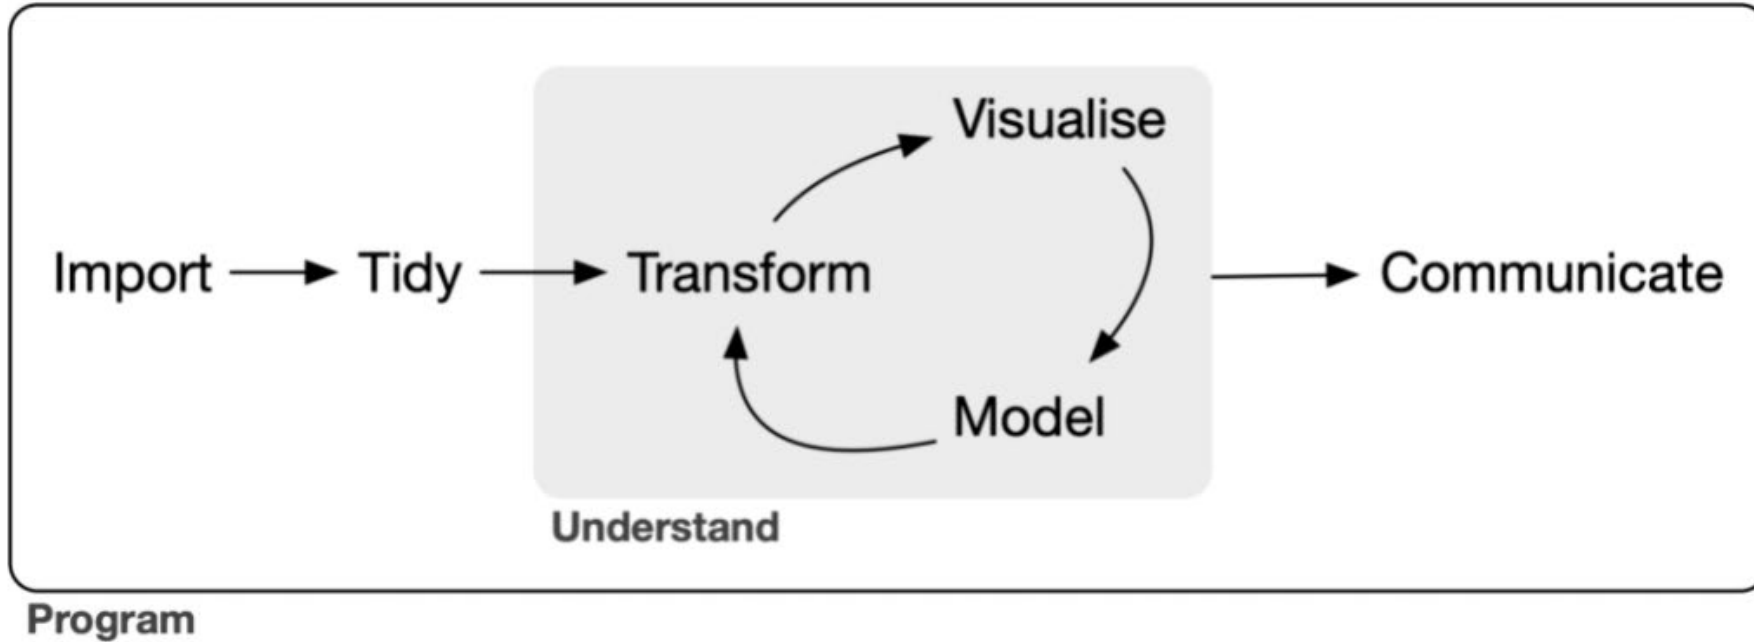 Visualise
Import
Tidy
Transform
Communicate
Model
Understand
Program